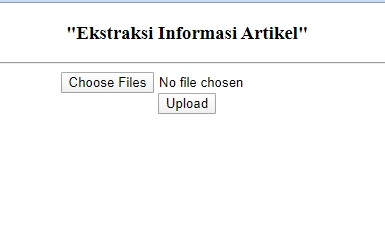 "Ekstraksi Informasi Artikel"
Choose Files No file chosen
Upload